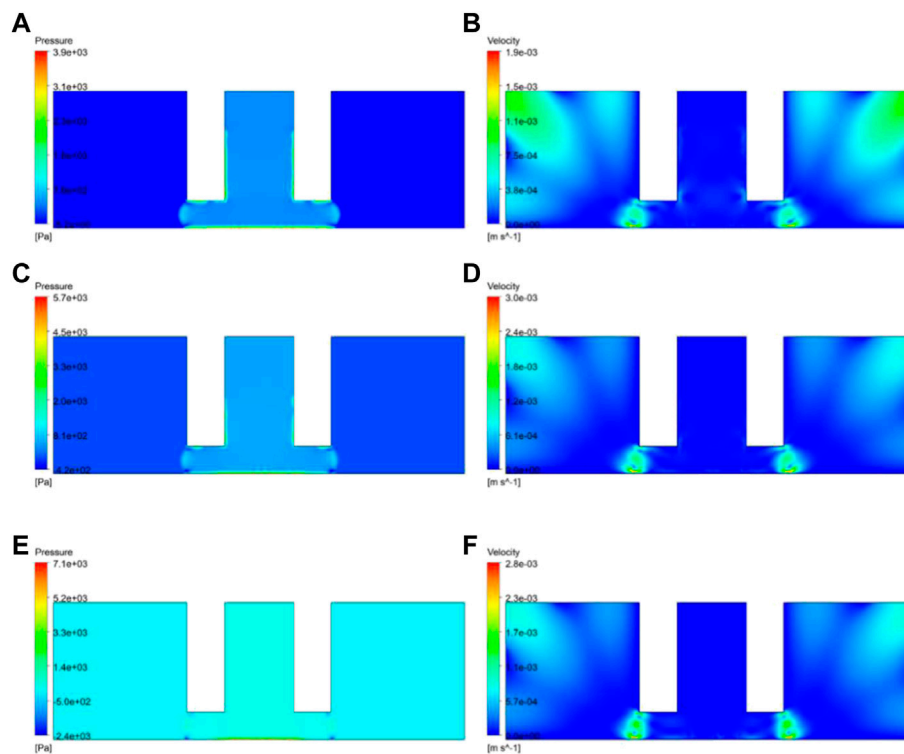 A
Pressure
3.9e+03
3.1e+03
[Pa]
B
Velocity
1.9e-03
1.5e-03
1.1e-03
7.5e-04
3.8e-04
[m s^-1]
C
Pressure
5.7e+03
4.5e+03
3.3e+03
2.0e+03
8.1e+02
-4.2e+02
[Pa]
D
Velocity
3.0e-03
2.4e-03
1.8e-03
1.2e-03
6.1e-04
[m s^-1]
E
Pressure
7.1e+03
5.2e+03
3.3e+03
1.4e+03
-5.0e+02
-2.4e+03
[Pa]
F
Velocity
2.8e-03
2.3e-03
1.7e-03
1.1e-03
5.7e-04
[m s^-1]